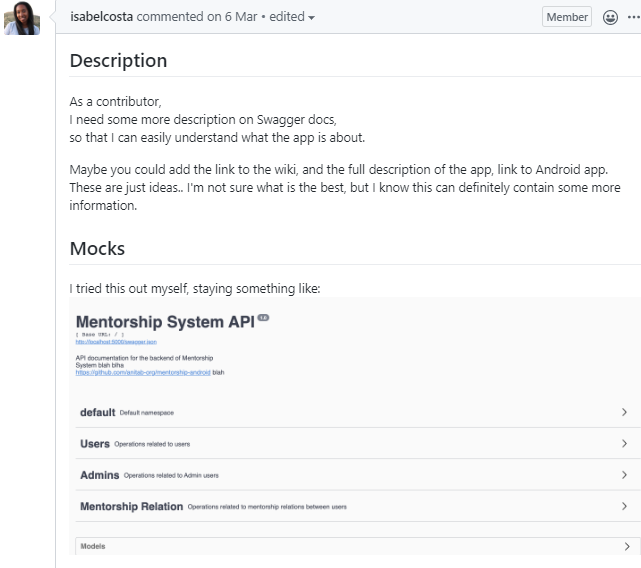 isabelcosta commented on 6 Mar • edited
Member
Description
As a contributor,
I need some more description on Swagger docs,
so that I can easily understand what the app is about.
Maybe you could add the link to the wiki, and the full description of the app, link to Android app.
These are just ideas.. I'm not sure what is the best, but I know this can definitely contain some more
information.
Mocks
I tried this out myself, staying something like:
Mentorship System API 1.0
[ Base URL: / ]
http://localhost:5000/swagger.json
API documentation for the backend of Mentorship
System blah blha
https://github.com/anitab-org/mentorship-android blah
default Default namespace
Users Operations related to users
Admins Operations related to Admin users
Mentorship Relation Operations related to mentorship relations between users
Models